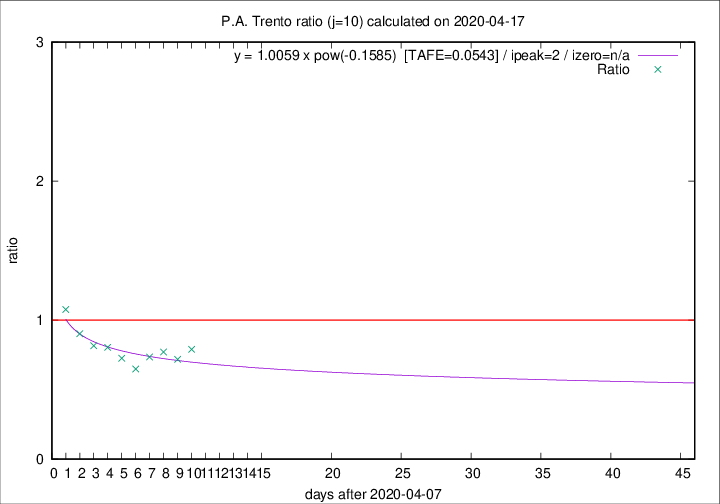 P.A. Trento ratio (j=10) calculated on 2020-04-17
y = 1.0059 x pow(-0.1585)  [TAFE=0.0543] / ipeak=2 / izero=n/a
Ratio
3
2
1
0
ratio
0 1 2 3 4 5 6 7 8 9 10 11 12 13 14 15 20 25 30 35 40 45
days after 2020-04-07